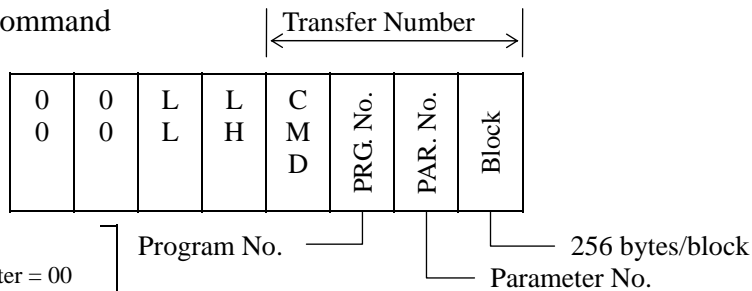 ommand
Transfer Number
0 0 L L C
0 0 L H M
D
PRG. No.
PAR. No.
Block
Program No.
256 bytes/block
ter = 00
Parameter No.